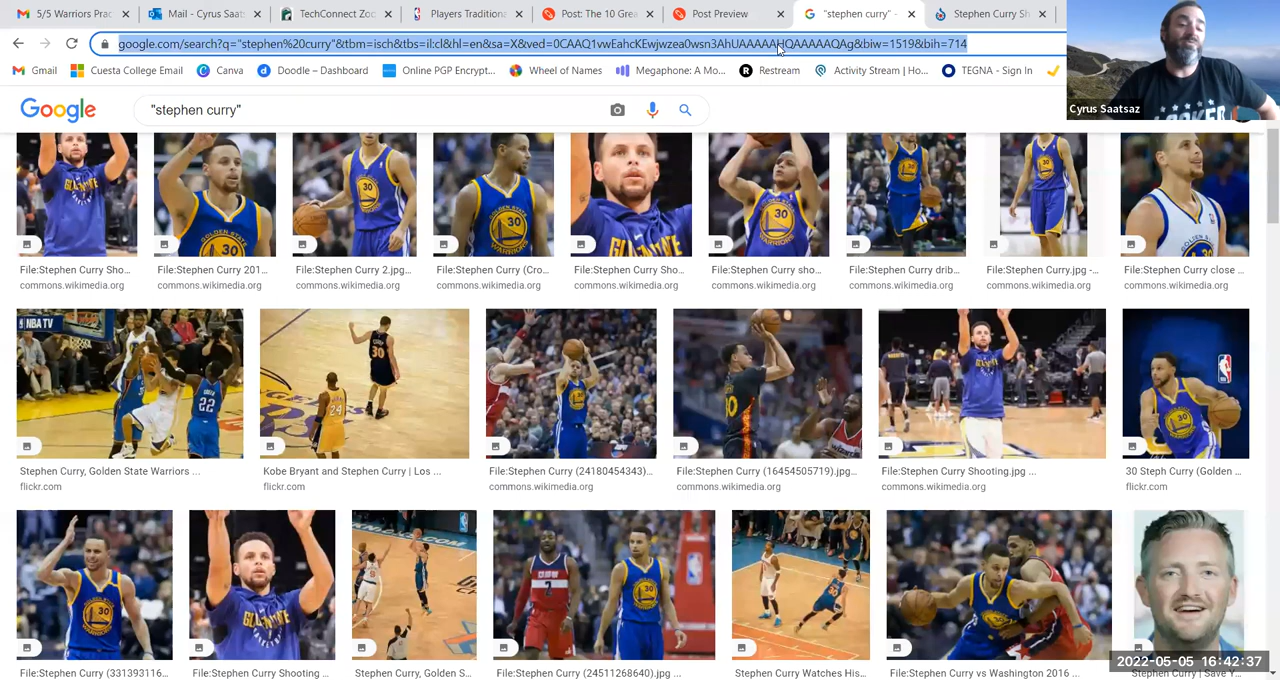 5/5 Warriors Prac
Mail - Cyrus Saats
TechConnect Zoo
Players Traditiona
Post: The 10 Grea
Post Preview
"stephen curry" -
Stephen Curry Sh
google.com/search?q="stephen%20curry"&tbm=isch&tbs=il:cl&hl=en&sa=X&ved=0CAAQ1vwEahcKEwjwzea0wsn3AhUAAAAAHQAAAAAQAg&biw=1519&bih=714
Gmail
Cuesta College Email
Canva
Doodle – Dashboard
Online PGP Encrypt...
Wheel of Names
Megaphone: A Mo...
Restream
Activity Stream | Ho...
TEGNA - Sign In
Cyrus Saatsaz
Google
"stephen curry"
File:Stephen Curry Sho...
File:Stephen Curry 201...
File:Stephen Curry 2.jpg...
File:Stephen Curry (Cro...
File:Stephen Curry Sho...
File:Stephen Curry sho...
File:Stephen Curry drib...
File:Stephen Curry.jpg -...
File:Stephen Curry close ...
commons.wikimedia.org
commons.wikimedia.org
commons.wikimedia.org
commons.wikimedia.org
commons.wikimedia.org
commons.wikimedia.org
commons.wikimedia.org
commons.wikimedia.org
commons.wikimedia.org
NBA TV
30
24
22
30
Stephen Curry, Golden State Warriors ...
Kobe Bryant and Stephen Curry | Los ...
File:Stephen Curry (24180454343)...
File:Stephen Curry (16454505719).jpg...
File:Stephen Curry Shooting.jpg ...
30 Steph Curry (Golden ...
flickr.com
flickr.com
commons.wikimedia.org
commons.wikimedia.org
commons.wikimedia.org
flickr.com
File:Stephen Curry (331393116...
File:Stephen Curry Shooting ...
Stephen Curry, Golden S...
File:Stephen Curry (24511268640).jpg ...
Stephen Curry Watches His...
File:Stephen Curry vs Washington 2016 ...
Stephen Curry | Save Y...
2022-05-05 16:42:37